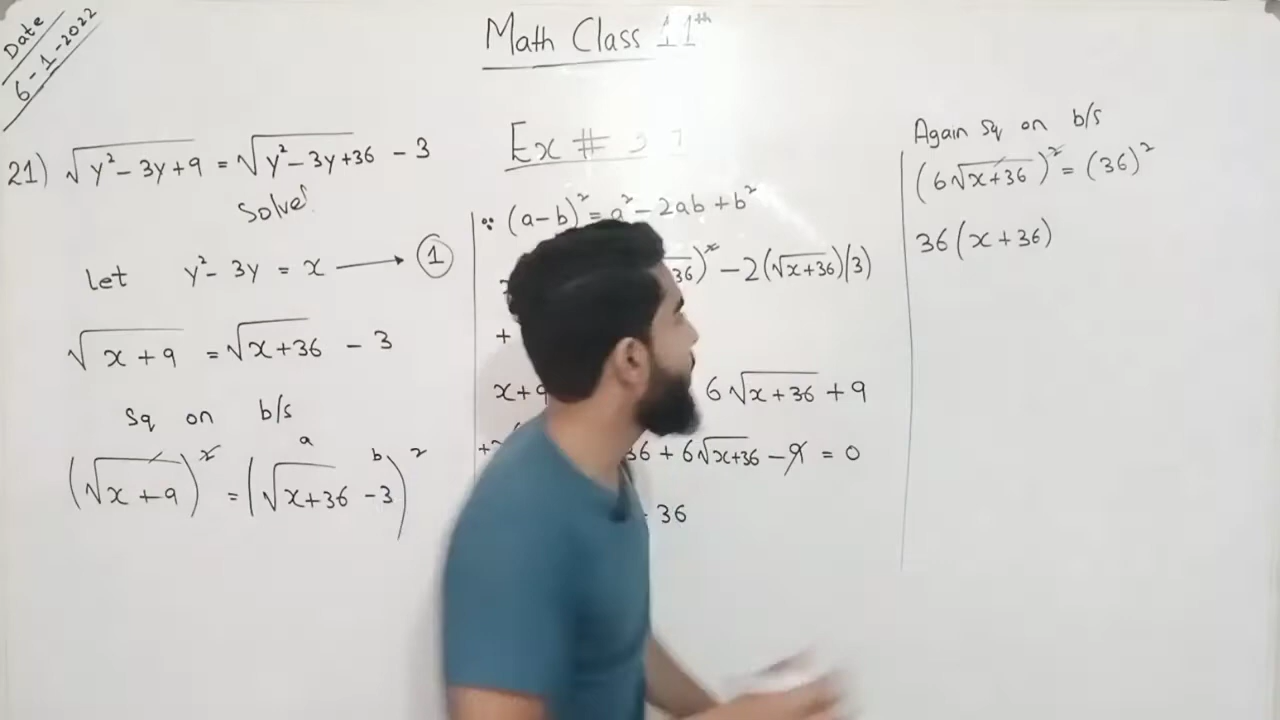 Date
6-1-2022
Math Class 11th
Ex #
21) √(y² - 3y + 9) = √(y² - 3y + 36) - 3
Solve!
let y² - 3y = x → ①
√(x + 9) = √(x + 36) - 3
Sq on b/s
a b
(√(x + 9))² = (√(x + 36) - 3)²
∵ (a - b)² = a² - 2ab + b²
36)² - 2(√(x + 36))(3)
+
x + 9 6√(x + 36) + 9
36 + 6√(x + 36) - 9 = 0
36
Again Sq on b/s
(6√(x + 36))² = (36)²
36(x + 36)